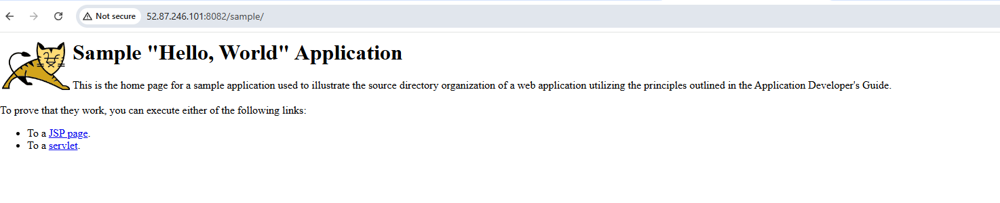 Not secure 52.87.246.101:8082/sample/
Sample "Hello, World" Application
This is the home page for a sample application used to illustrate the source directory organization of a web application utilizing the principles outlined in the Application Developer's Guide.
To prove that they work, you can execute either of the following links:
• To a JSP page.
• To a servlet.